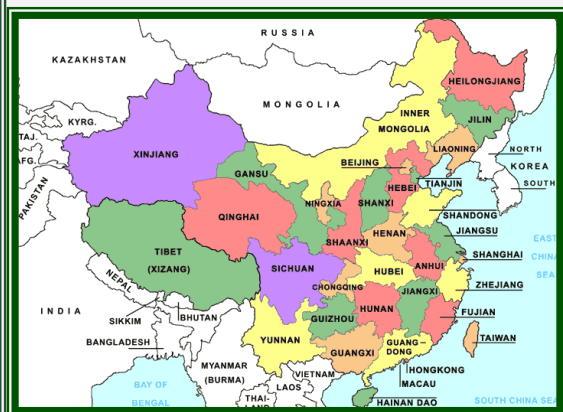 RUSSIA
KAZAKHSTAN
HEILONGJIANG
MONGOLIA
INNER
MONGOLIA
JILIN
KYRG.
TAJ.
LIAONING
NORTH
KOREA
SOUTH
XINJIANG
BEIJING
AFG.
GANSU
HEBEI
TIANJIN
PAKISTAN
NINGXIA
SHANXI
SHANDONG
QINGHAI
JIANGSU
HENAN
SHAANXI
EAST
CHINA
SEA
TIBET
(XIZANG)
SHANGHAI
ANHUI
SICHUAN
HUBEI
NEPAL
CHONGQING
ZHEJIANG
JIANGXI
INDIA
HUNAN
FUJIAN
SIKKIM
BHUTAN
GUIZHOU
BANGLADESH
YUNNAN
GUANG-
DONG
TAIWAN
GUANGXI
MYANMAR
(BURMA)
HONGKONG
VIETNAM
MACAU
BAY OF
BENGAL
LAOS
THAI-
LAND
HAINAN DAO
SOUTH CHINA SEA